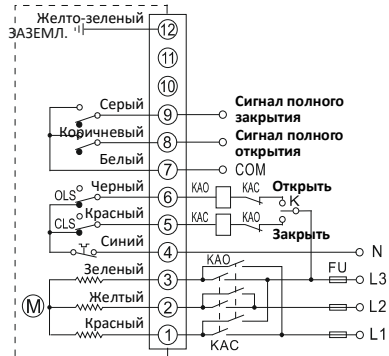 Желто-зеленый
ЗАЗЕМЛ.
12
11
10
Серый
9
Сигнал полного
закрытия
Коричневый
8
Сигнал полного
открытия
Белый
7
COM
Черный
OLS
6
KAO
KAC
Открыть
K
Красный
CLS
5
KAC
KAO
Закрыть
Синий
4
N
Зеленый
3
KAO
FU
L3
M
Желтый
2
L2
Красный
1
KAC
L1